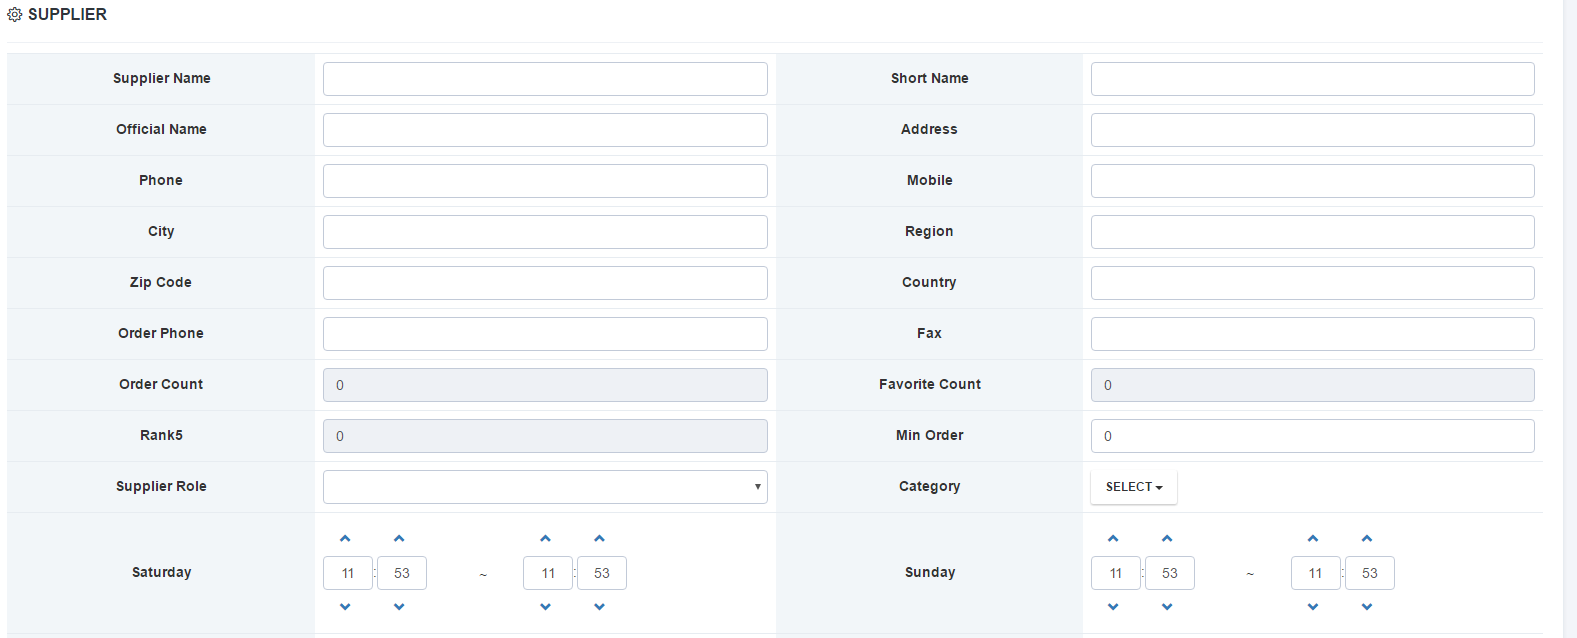 SUPPLIER
Supplier Name Short Name
Official Name Address
Phone Mobile
City Region
Zip Code Country
Order Phone Fax
Order Count 0 Favorite Count 0
Rank5 0 Min Order 0
Supplier Role Category SELECT
Saturday 11 : 53 ~ 11 : 53 Sunday 11 : 53 ~ 11 : 53